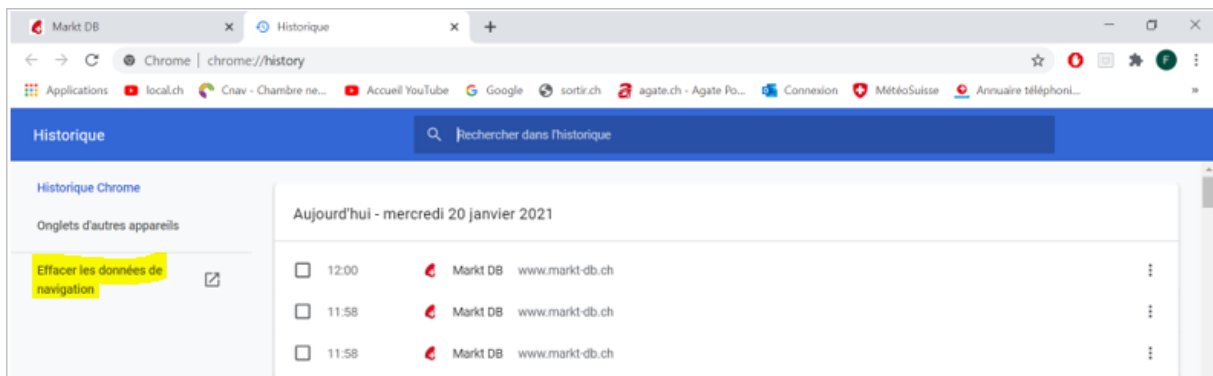 Markt DB
Historique
Chrome | chrome://history
F
Applications local.ch Cnav - Chambre ne... Accueil YouTube Google sortir.ch agate.ch - Agate Po... Connexion MétéoSuisse Annuaire téléphoni... »
Historique
Rechercher dans l'historique
Historique Chrome
Onglets d'autres appareils
Effacer les données de
navigation
Aujourd'hui - mercredi 20 janvier 2021
12:00 Markt DB www.markt-db.ch
11:58 Markt DB www.markt-db.ch
11:58 Markt DB www.markt-db.ch